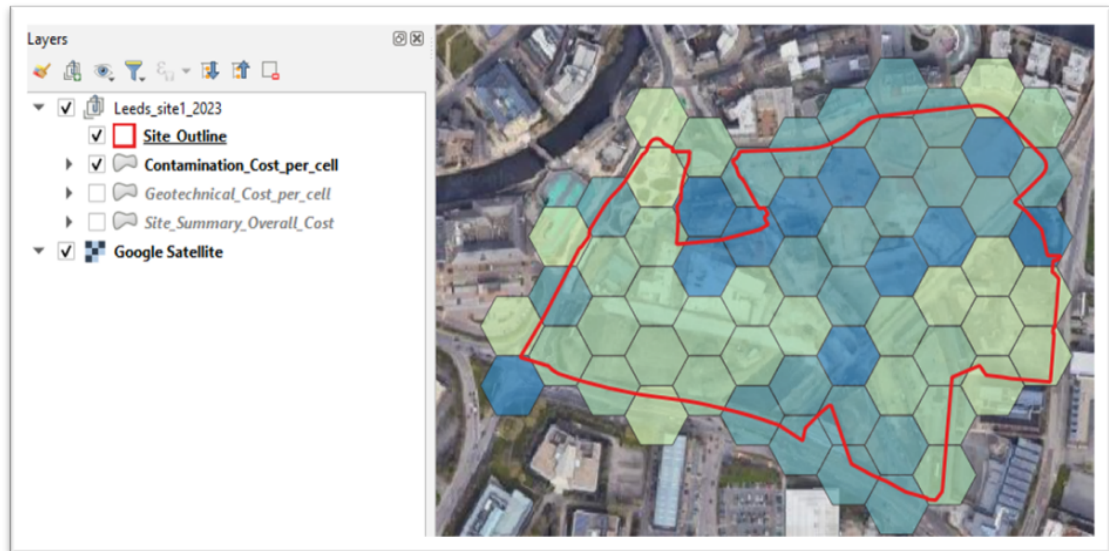 Layers
Leeds_site1_2023
Site_Outline
Contamination_Cost_per_cell
Geotechnical_Cost_per_cell
Site_Summary_Overall_Cost
Google Satellite